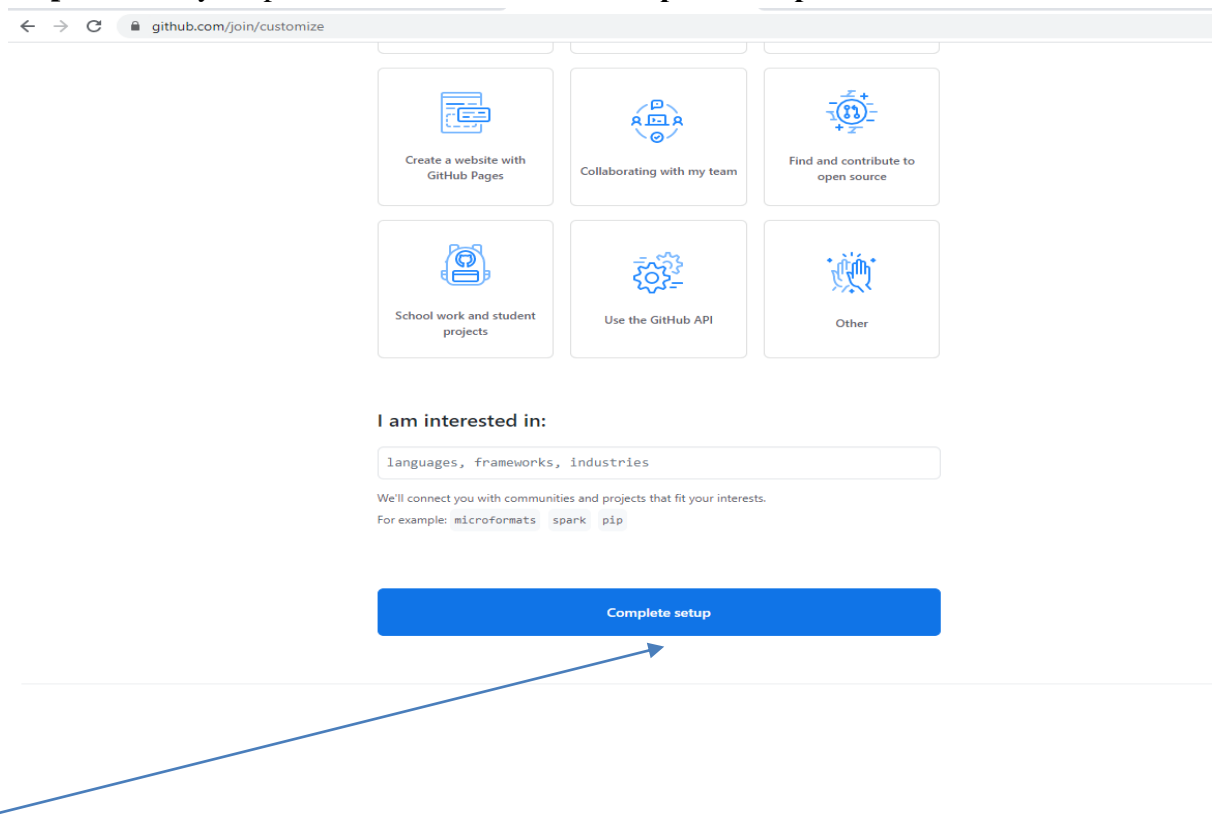 github.com/join/customize
Create a website with
GitHub Pages
Collaborating with my team
Find and contribute to
open source
School work and student
projects
Use the GitHub API
Other
I am interested in:
languages, frameworks, industries
We'll connect you with communities and projects that fit your interests.
For example: microformats spark pip
Complete setup